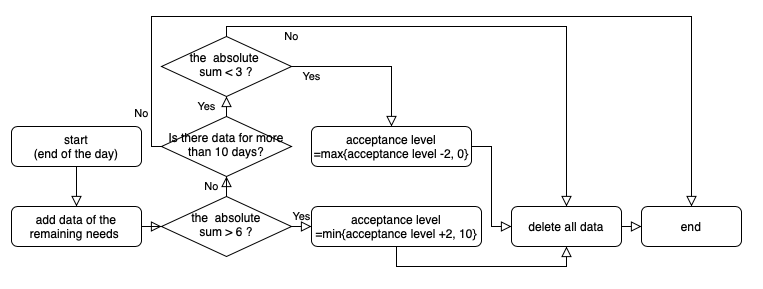 No
the  absolute
sum < 3 ?
Yes
No
Yes
start
(end of the day)
Is there data for more
than 10 days?
acceptance level
=max{acceptance level -2, 0}
No
add data of the
remaining needs
the  absolute
sum > 6 ?
Yes
acceptance level
=min{acceptance level +2, 10}
delete all data
end